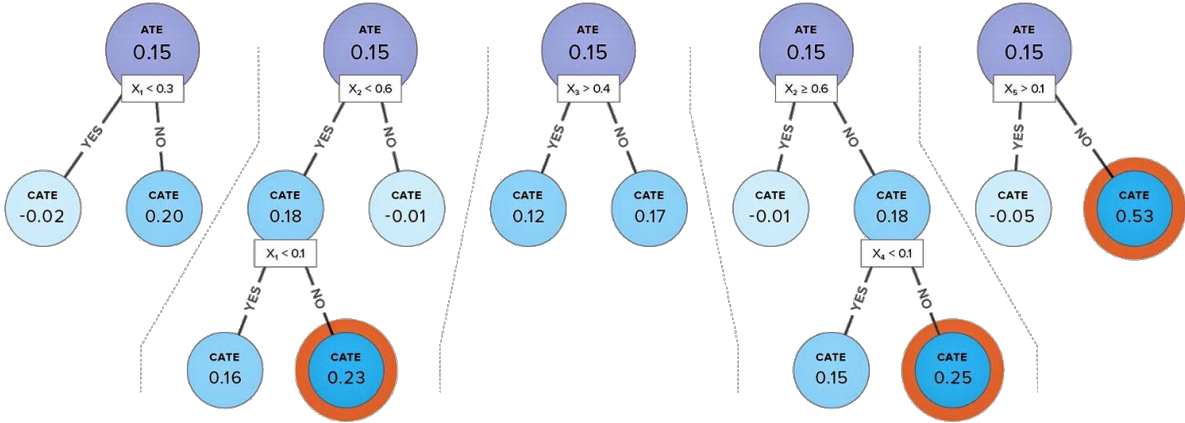 ATE
0.15
X₁ < 0.3
YES
NO
CATE
-0.02
CATE
0.20
ATE
0.15
X₂ < 0.6
YES
NO
CATE
0.18
CATE
-0.01
X₁ < 0.1
YES
NO
CATE
0.16
CATE
0.23
ATE
0.15
X₃ > 0.4
YES
NO
CATE
0.12
CATE
0.17
ATE
0.15
X₂ ≥ 0.6
YES
NO
CATE
-0.01
CATE
0.18
X₄ < 0.1
YES
NO
CATE
0.15
CATE
0.25
ATE
0.15
X₅ > 0.1
YES
NO
CATE
-0.05
CATE
0.53